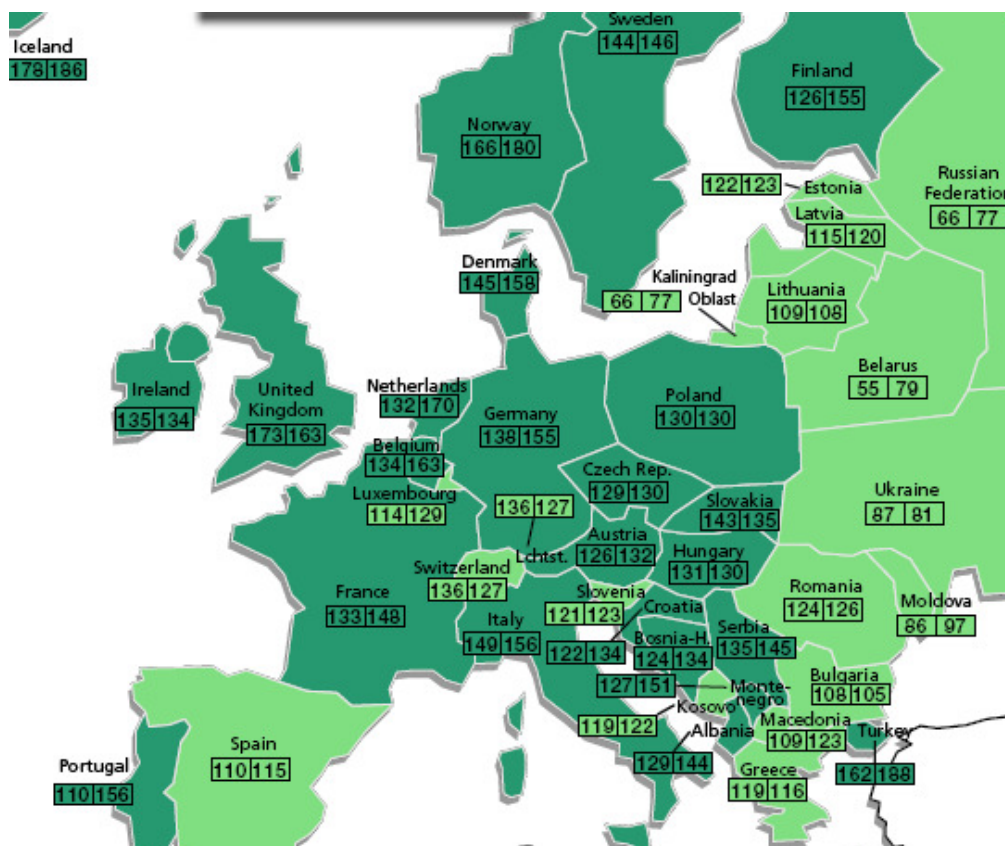 Iceland
178 186
Sweden
144 146
Finland
126 155
Norway
166 180
122 123
Estonia
Russian
Federation
66 77
Latvia
115 120
Denmark
145 158
Kaliningrad
Oblast
66 77
Lithuania
109 108
Belarus
55 79
Ireland
135 134
United
Kingdom
173 163
Netherlands
132 170
Germany
138 155
Poland
130 130
Belgium
134 163
Czech Rep.
129 130
Luxembourg
114 129
136 127
Lchtst.
Slovakia
143 135
Ukraine
87 81
Austria
126 132
Hungary
131 130
Switzerland
136 127
France
133 148
Slovenia
121 123
Croatia
122 134
Romania
124 126
Moldova
86 97
Italy
149 156
Bosnia-H.
124 134
Serbia
135 145
127 151
Monte-
negro
Bulgaria
108 105
Kosovo
119 122
Albania
129 144
Macedonia
109 123
Turkey
162 188
Greece
119 116
Spain
110 115
Portugal
110 156